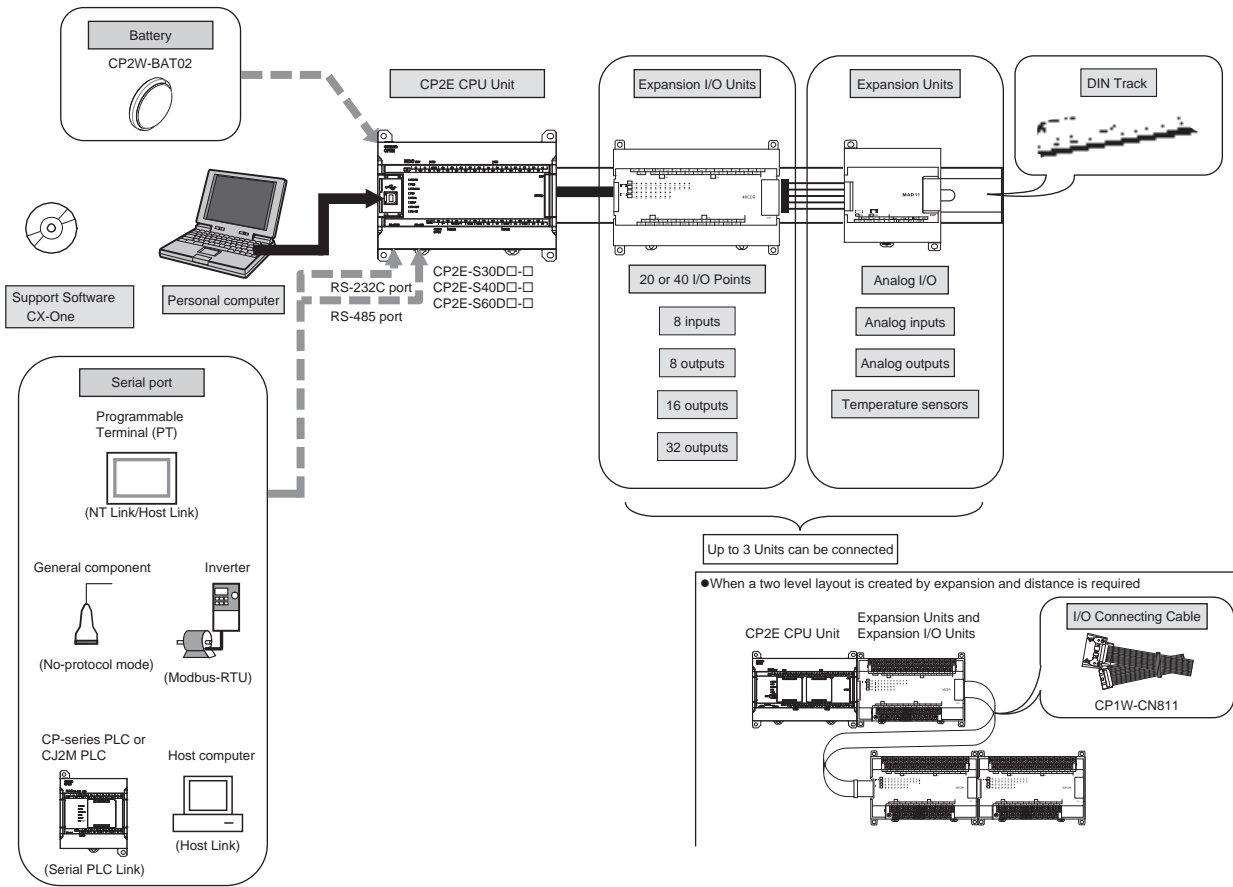 Battery
CP2W-BAT02
CP2E CPU Unit
Expansion I/O Units
Expansion Units
DIN Track
MAD11
40EDR
Support Software
CX-One
Personal computer
RS-232C port
RS-485 port
CP2E-S30D□-□
CP2E-S40D□-□
CP2E-S60D□-□
20 or 40 I/O Points
8 inputs
8 outputs
16 outputs
32 outputs
Analog I/O
Analog inputs
Analog outputs
Temperature sensors
Up to 3 Units can be connected
Serial port
Programmable
Terminal (PT)
(NT Link/Host Link)
General component
(No-protocol mode)
Inverter
(Modbus-RTU)
CP-series PLC or
CJ2M PLC
(Serial PLC Link)
Host computer
(Host Link)
●When a two level layout is created by expansion and distance is required
CP2E CPU Unit
Expansion Units and
Expansion I/O Units
I/O Connecting Cable
CP1W-CN811